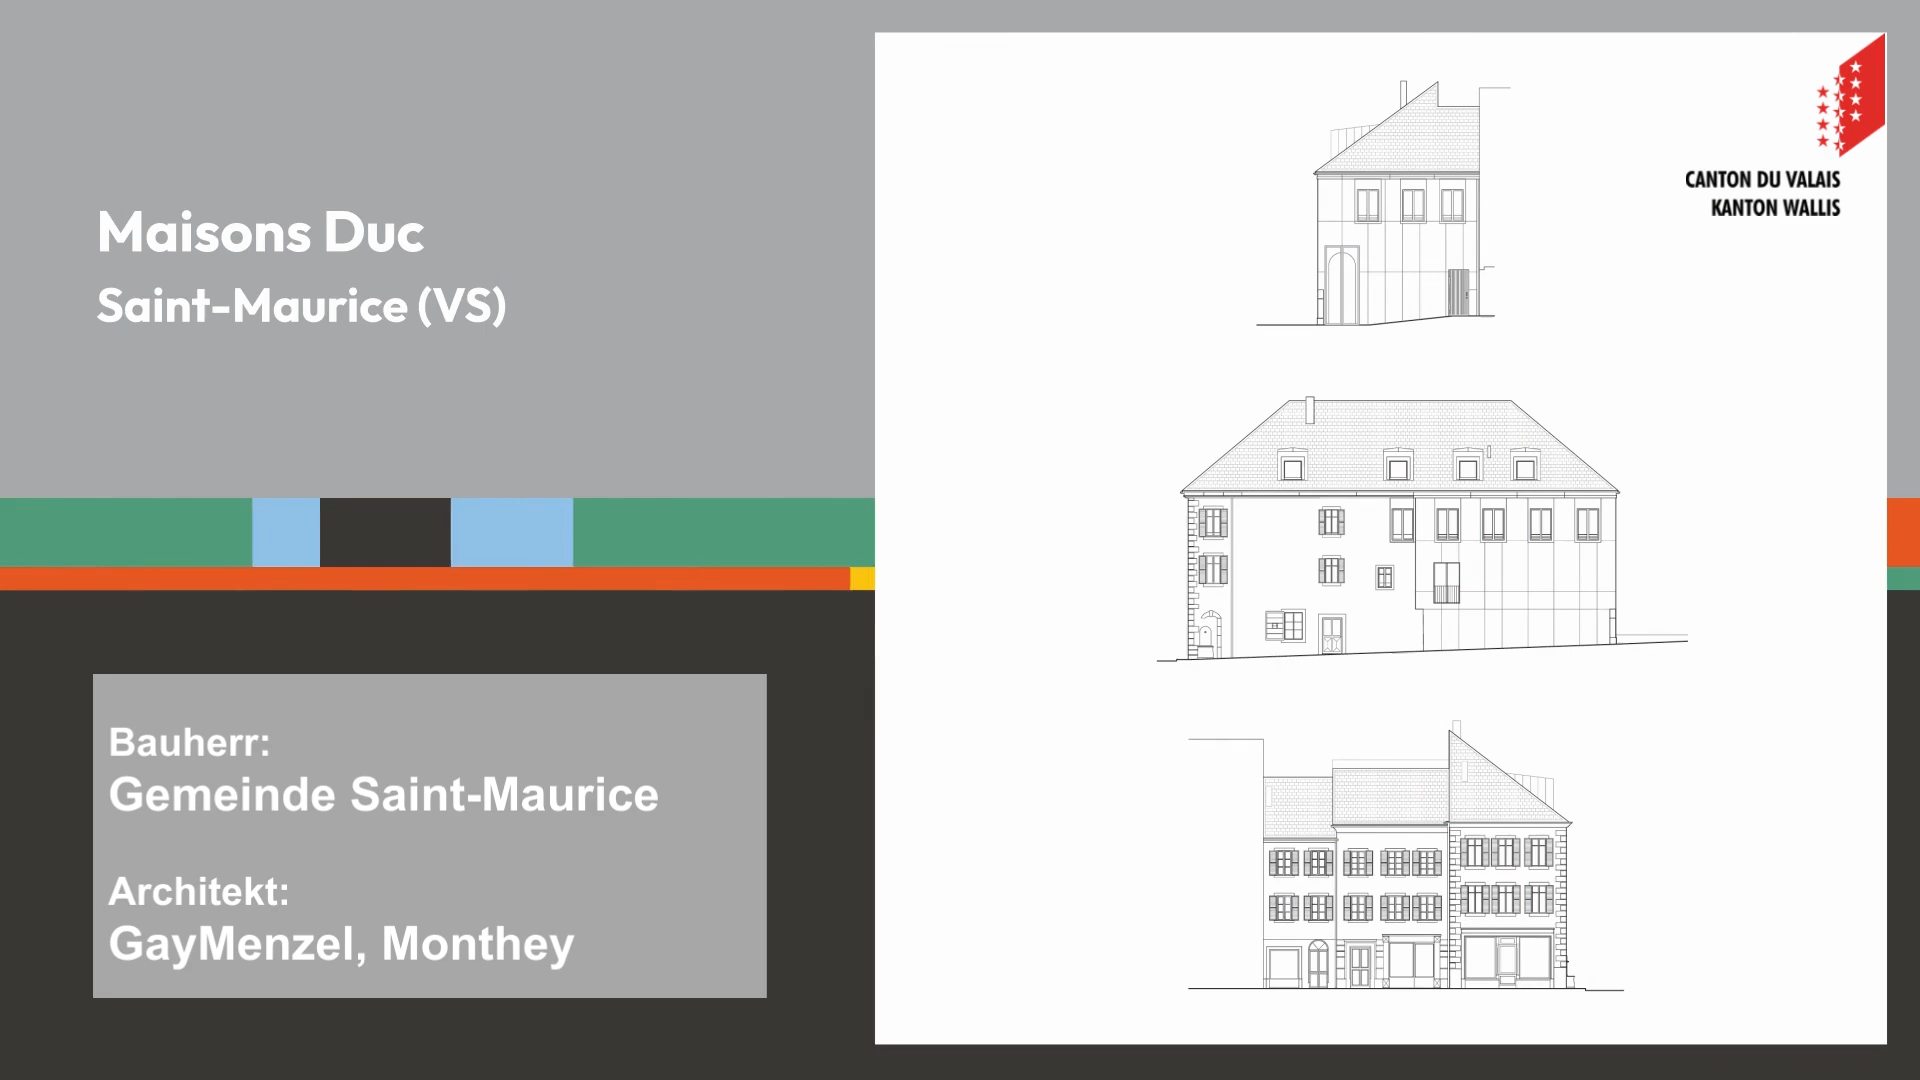 Maisons Duc
Saint-Maurice (VS)
Bauherr:
Gemeinde Saint-Maurice
Architekt:
GayMenzel, Monthey
CANTON DU VALAIS
KANTON WALLIS